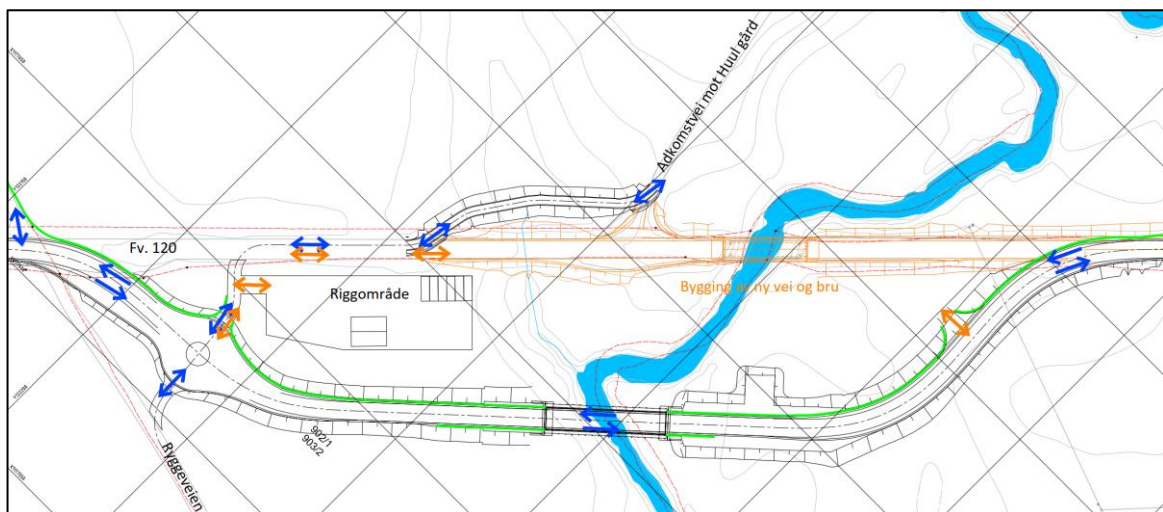 Adkomstvei mot Huul gård
Fv. 120
Riggområde
Bygging av ny vei og bru
902/1
903/2
Ryggeveien